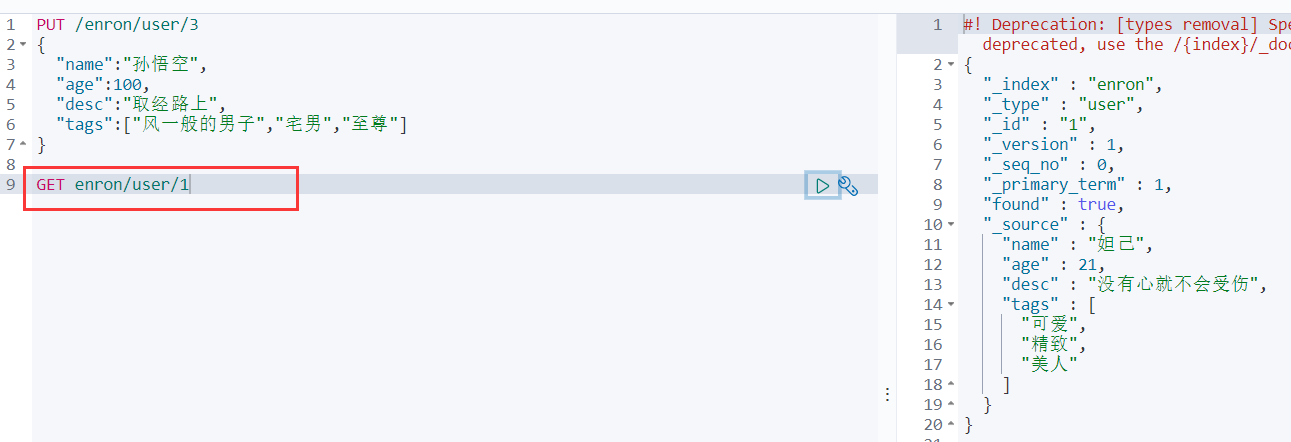 1 PUT /enron/user/3
2 {
3 "name":"孙悟空",
4 "age":100,
5 "desc":"取经路上",
6 "tags":["风一般的男子","宅男","至尊"]
7 }
8
9 GET enron/user/1
1 #! Deprecation: [types removal] Spe
deprecated, use the /{index}/_doc
2 {
3 "_index" : "enron",
4 "_type" : "user",
5 "_id" : "1",
6 "_version" : 1,
7 "_seq_no" : 0,
8 "_primary_term" : 1,
9 "found" : true,
10 "_source" : {
11 "name" : "妲己",
12 "age" : 21,
13 "desc" : "没有心就不会受伤",
14 "tags" : [
15 "可爱",
16 "精致",
17 "美人"
18 ]
19 }
20 }